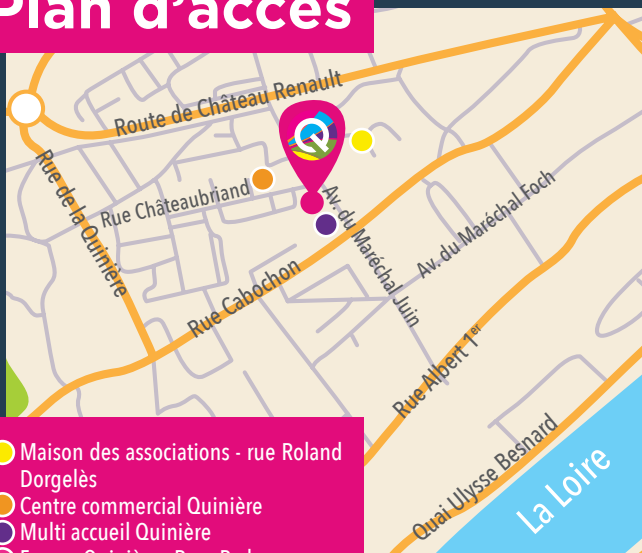 Plan d'accès
Route de Château Renault
Rue de la Quinière
Rue Châteaubriand
Av. du Maréchal Juin
Av. du Maréchal Foch
Rue Cabochon
Rue Albert 1er
Quai Ulysse Besnard
La Loire
Maison des associations - rue Roland
Dorgelès
Centre commercial Quinière
Multi accueil Quinière